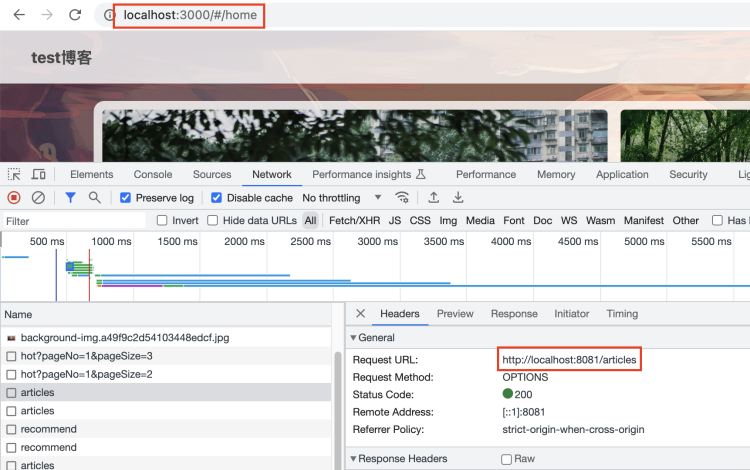 localhost:3000/#/home
test博客
Elements Console Sources Network Performance insights Performance Memory Application Security
Preserve log Disable cache No throttling
Filter Invert Hide data URLs All Fetch/XHR JS CSS Img Media Font Doc WS Wasm Manifest Other Has
500 ms 1000 ms 1500 ms 2000 ms 2500 ms 3000 ms 3500 ms 4000 ms 4500 ms 5000 ms 5500 ms
Name
background-img.a49f9c2d54103448edcf.jpg
hot?pageNo=1&pageSize=3
hot?pageNo=1&pageSize=2
articles
articles
recommend
recommend
articles
Headers Preview Response Initiator Timing
General
Request URL: http://localhost:8081/articles
Request Method: OPTIONS
Status Code: 200
Remote Address: [::1]:8081
Referrer Policy: strict-origin-when-cross-origin
Response Headers Raw